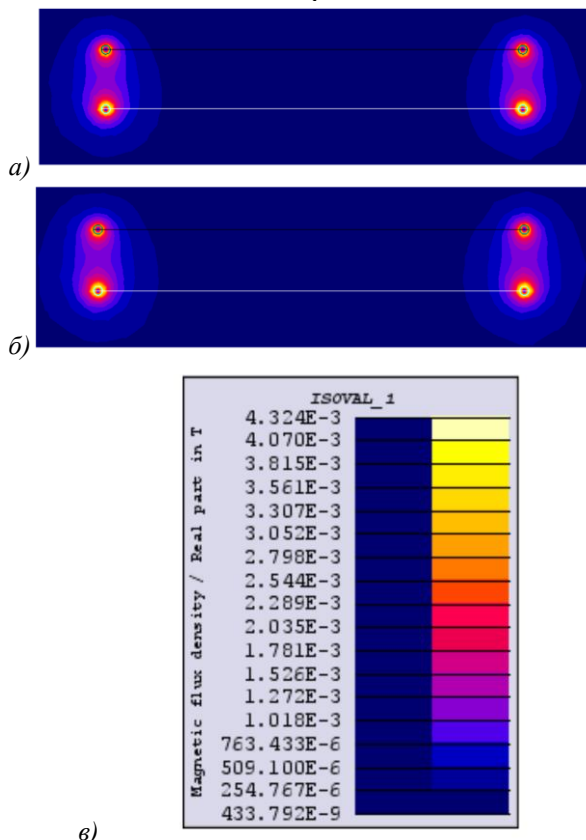 а)
б)
ISOVAL_1
Magnetic flux density / Real part in T
4.324E-3
4.070E-3
3.815E-3
3.561E-3
3.307E-3
3.052E-3
2.798E-3
2.544E-3
2.289E-3
2.035E-3
1.781E-3
1.526E-3
1.272E-3
1.018E-3
763.433E-6
509.100E-6
254.767E-6
433.792E-9
в)